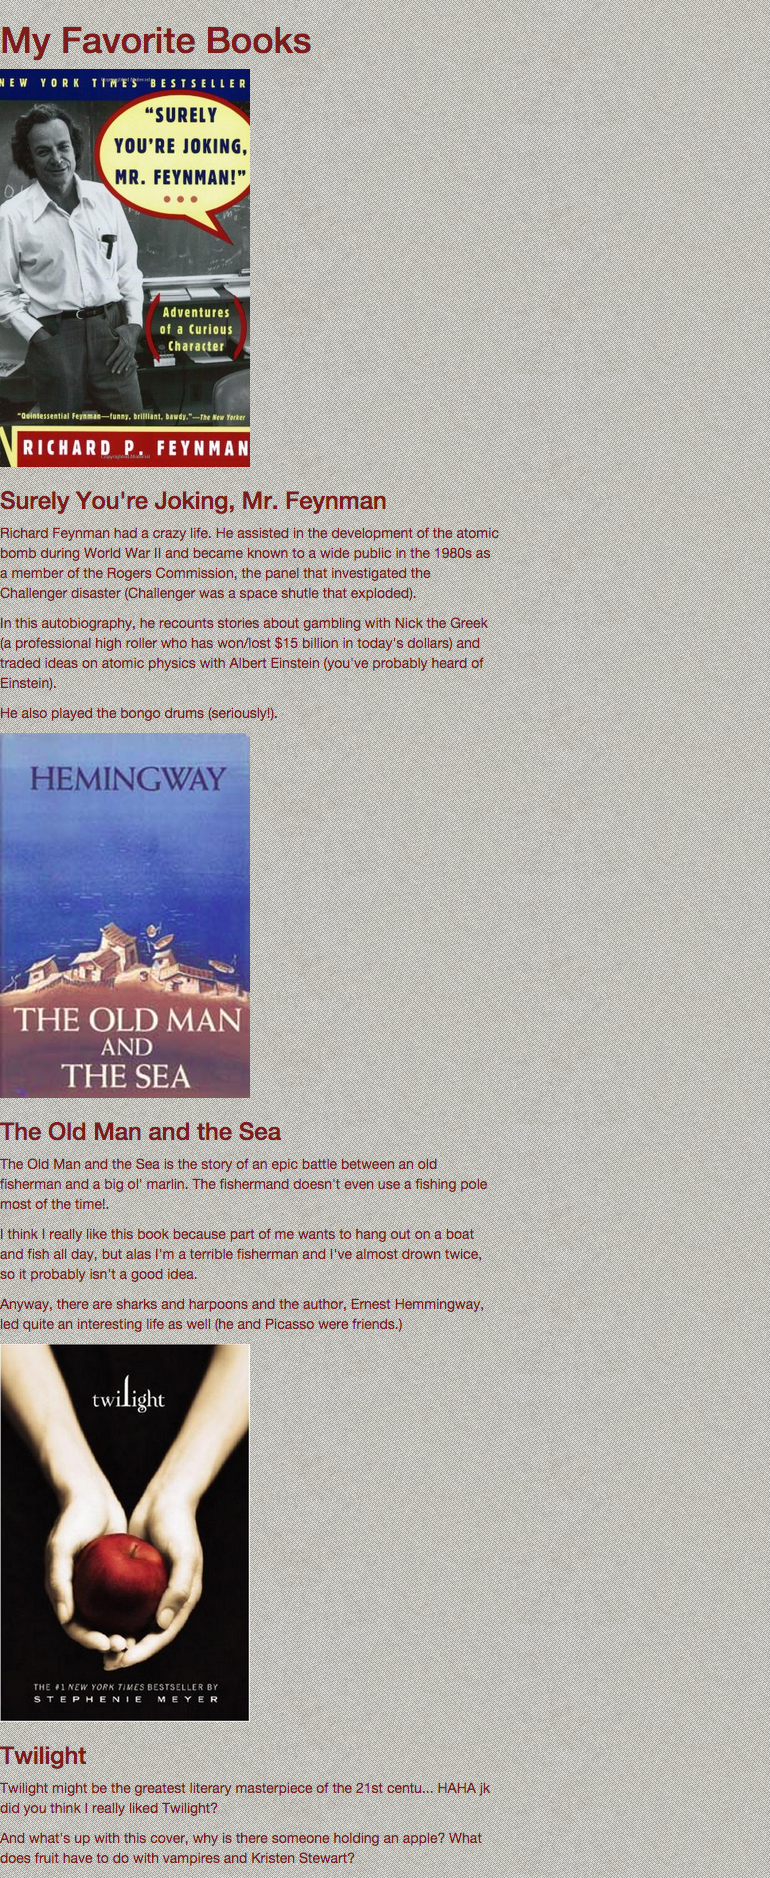 My Favorite Books
NEW YORK TIMES BESTSELLER
"SURELY
YOU'RE JOKING,
MR. FEYNMAN!"
Adventures
of a Curious
Character
"Quintessential Feynman—funny, brilliant, bawdy."—The New Yorker
RICHARD P. FEYNMAN
Copyrighted Material
Surely You're Joking, Mr. Feynman
Richard Feynman had a crazy life. He assisted in the development of the atomic
bomb during World War II and became known to a wide public in the 1980s as
a member of the Rogers Commission, the panel that investigated the
Challenger disaster (Challenger was a space shutle that exploded).
In this autobiography, he recounts stories about gambling with Nick the Greek
(a professional high roller who has won/lost $15 billion in today's dollars) and
traded ideas on atomic physics with Albert Einstein (you've probably heard of
Einstein).
He also played the bongo drums (seriously!).
HEMINGWAY
THE OLD MAN
AND
THE SEA
The Old Man and the Sea
The Old Man and the Sea is the story of an epic battle between an old
fisherman and a big ol' marlin. The fishermand doesn't even use a fishing pole
most of the time!.
I think I really like this book because part of me wants to hang out on a boat
and fish all day, but alas I'm a terrible fisherman and I've almost drown twice,
so it probably isn't a good idea.
Anyway, there are sharks and harpoons and the author, Ernest Hemmingway,
led quite an interesting life as well (he and Picasso were friends.)
twilight
THE #1 NEW YORK TIMES BESTSELLER BY
STEPHENIE MEYER
Twilight
Twilight might be the greatest literary masterpiece of the 21st centu... HAHA jk
did you think I really liked Twilight?
And what's up with this cover, why is there someone holding an apple? What
does fruit have to do with vampires and Kristen Stewart?